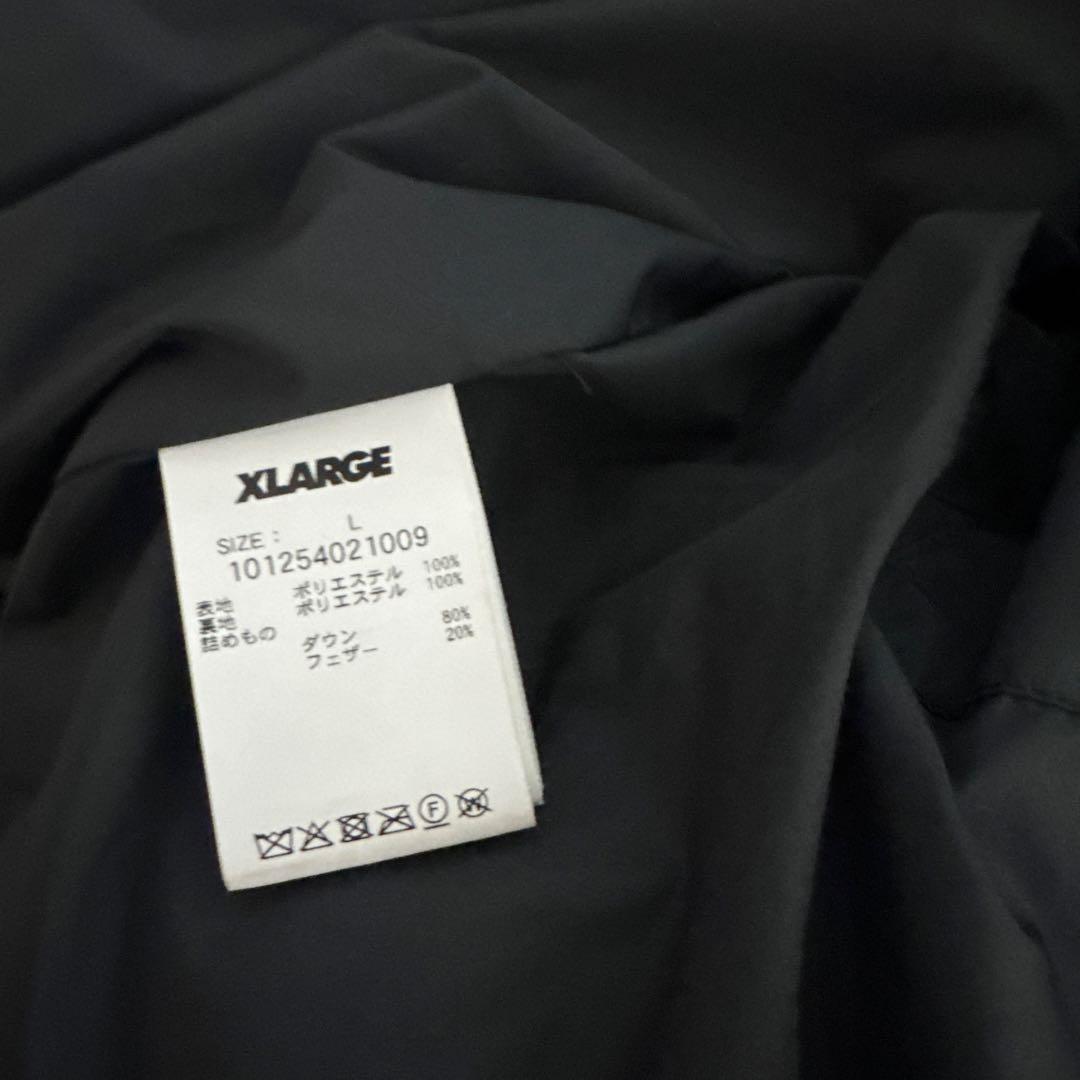 XLARGE
SIZE : L
101254021009
表地 ポリエステル 100%
裏地 ポリエステル 100%
詰めもの ダウン 80%
フェザー 20%
F
W